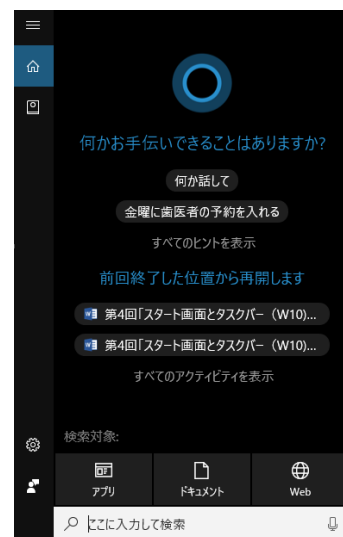 何かお手伝いできることはありますか?
何か話して
金曜に歯医者の予約を入れる
すべてのヒントを表示
前回終了した位置から再開します
第4回「スタート画面とタスクバー（W10)...
第4回「スタート画面とタスクバー（W10)...
すべてのアクティビティを表示
検索対象:
アプリ
ドキュメント
Web
ここに入力して検索